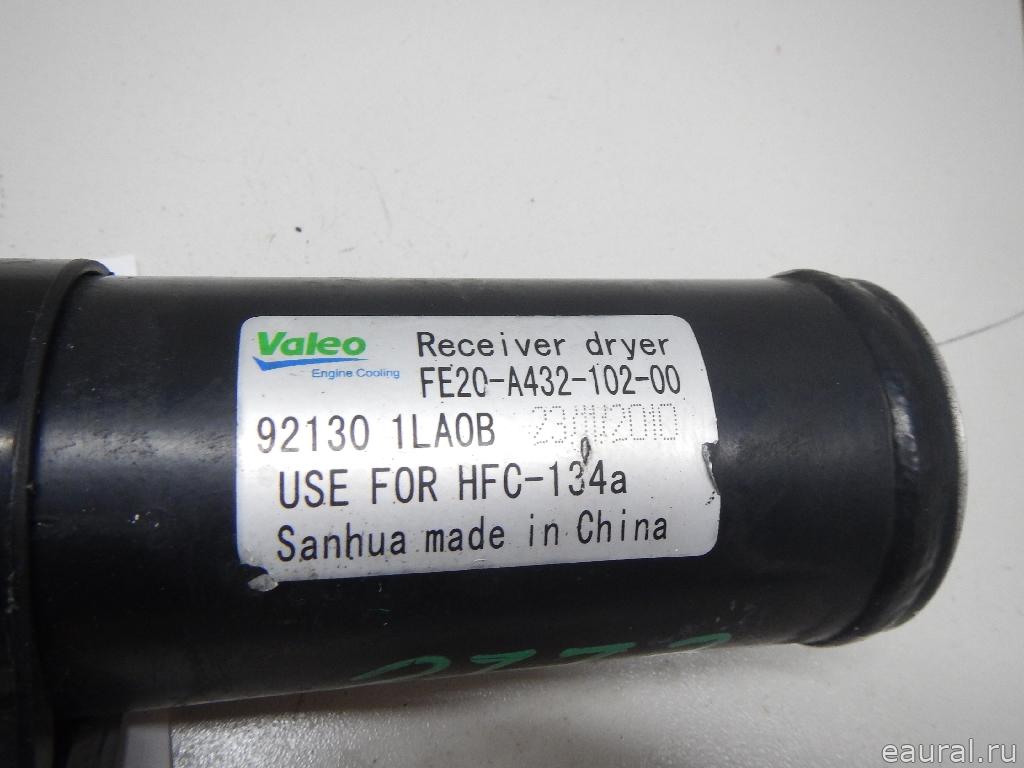 Valeo
Engine Cooling
Receiver dryer
FE20-A432-102-00
92130 1LA0B
USE FOR HFC-134a
Sanhua made in China
eaural.ru